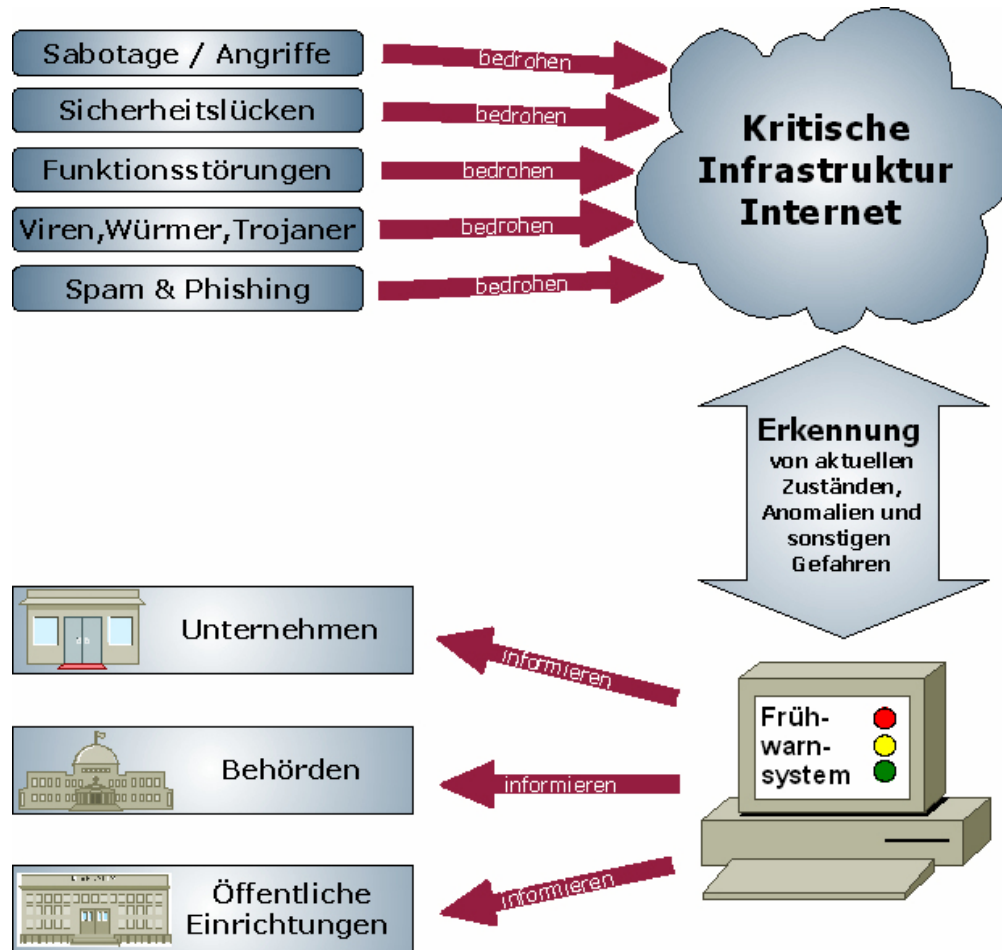 Sabotage / Angriffe
bedrohen
Sicherheitslücken
bedrohen
Funktionsstörungen
bedrohen
Viren,Würmer,Trojaner
bedrohen
Spam & Phishing
bedrohen
Kritische
Infrastruktur
Internet
Erkennung
von aktuellen
Zuständen,
Anomalien und
sonstigen
Gefahren
Früh-
warn-
system
informieren
Unternehmen
informieren
Behörden
informieren
Öffentliche
Einrichtungen